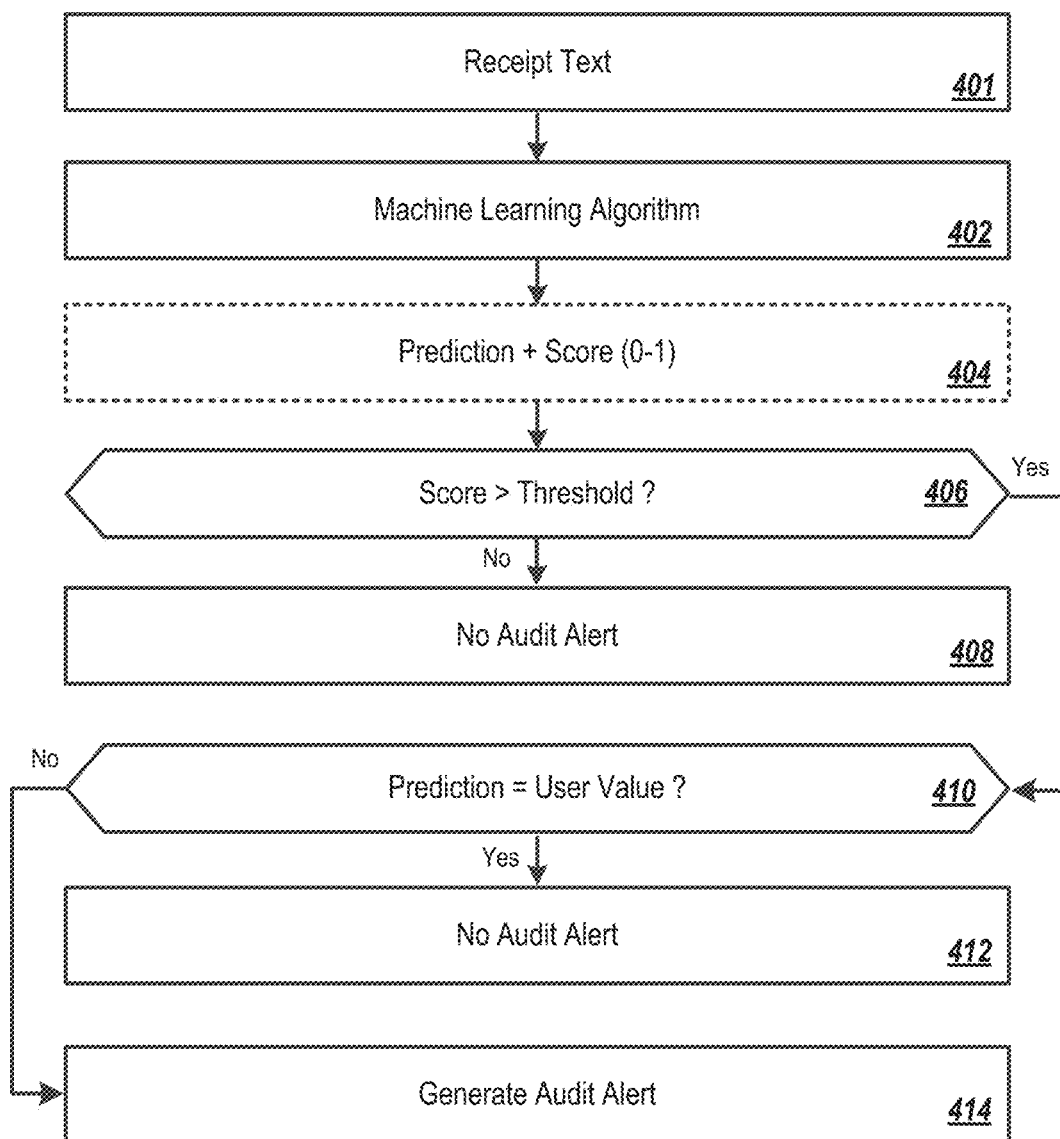 Receipt Text
401
Machine Learning Algorithm
402
Prediction + Score (0-1)
404
Score > Threshold ?
406
Yes
No
No Audit Alert
408
No
Prediction = User Value ?
410
Yes
No Audit Alert
412
Generate Audit Alert
414